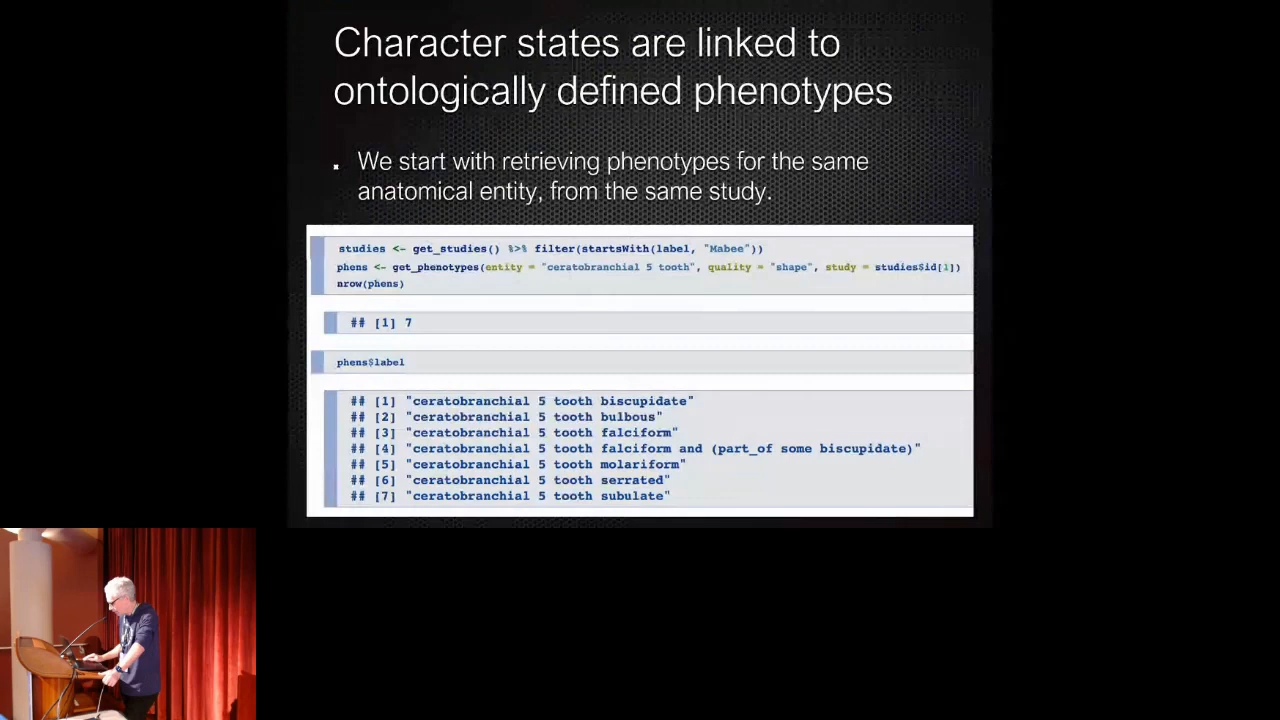 Character states are linked to
ontologically defined phenotypes
We start with retrieving phenotypes for the same
anatomical entity, from the same study.
studies <- get_studies() %>% filter(startsWith(label, "Mabee"))
phens <- get_phenotypes(entity = "ceratobranchial 5 tooth", quality = "shape", study = studies$id[1])
nrow(phens)
## [1] 7
phens$label
## [1] "ceratobranchial 5 tooth biscupidate"
## [2] "ceratobranchial 5 tooth bulbous"
## [3] "ceratobranchial 5 tooth falciform"
## [4] "ceratobranchial 5 tooth falciform and (part_of some biscupidate)"
## [5] "ceratobranchial 5 tooth molariform"
## [6] "ceratobranchial 5 tooth serrated"
## [7] "ceratobranchial 5 tooth subulate"